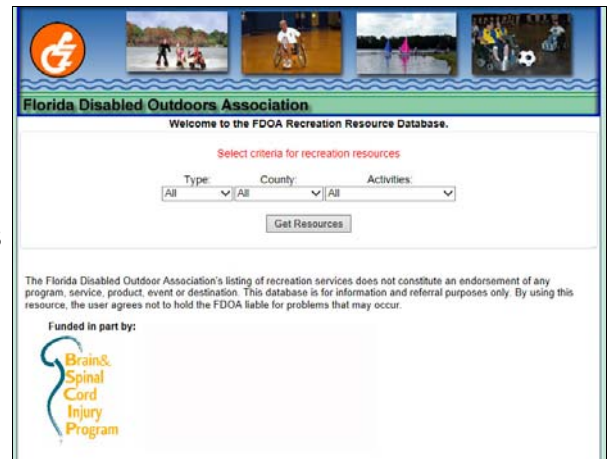 Florida Disabled Outdoors Association
Welcome to the FDOA Recreation Resource Database.
Select criteria for recreation resources
Type: County: Activities:
All All All
Get Resources
The Florida Disabled Outdoor Association's listing of recreation services does not constitute an endorsement of any
program, service, product, event or destination. This database is for information and referral purposes only. By using this
resource, the user agrees not to hold the FDOA liable for problems that may occur.
Funded in part by:
Brain&
Spinal
Cord
Injury
Program